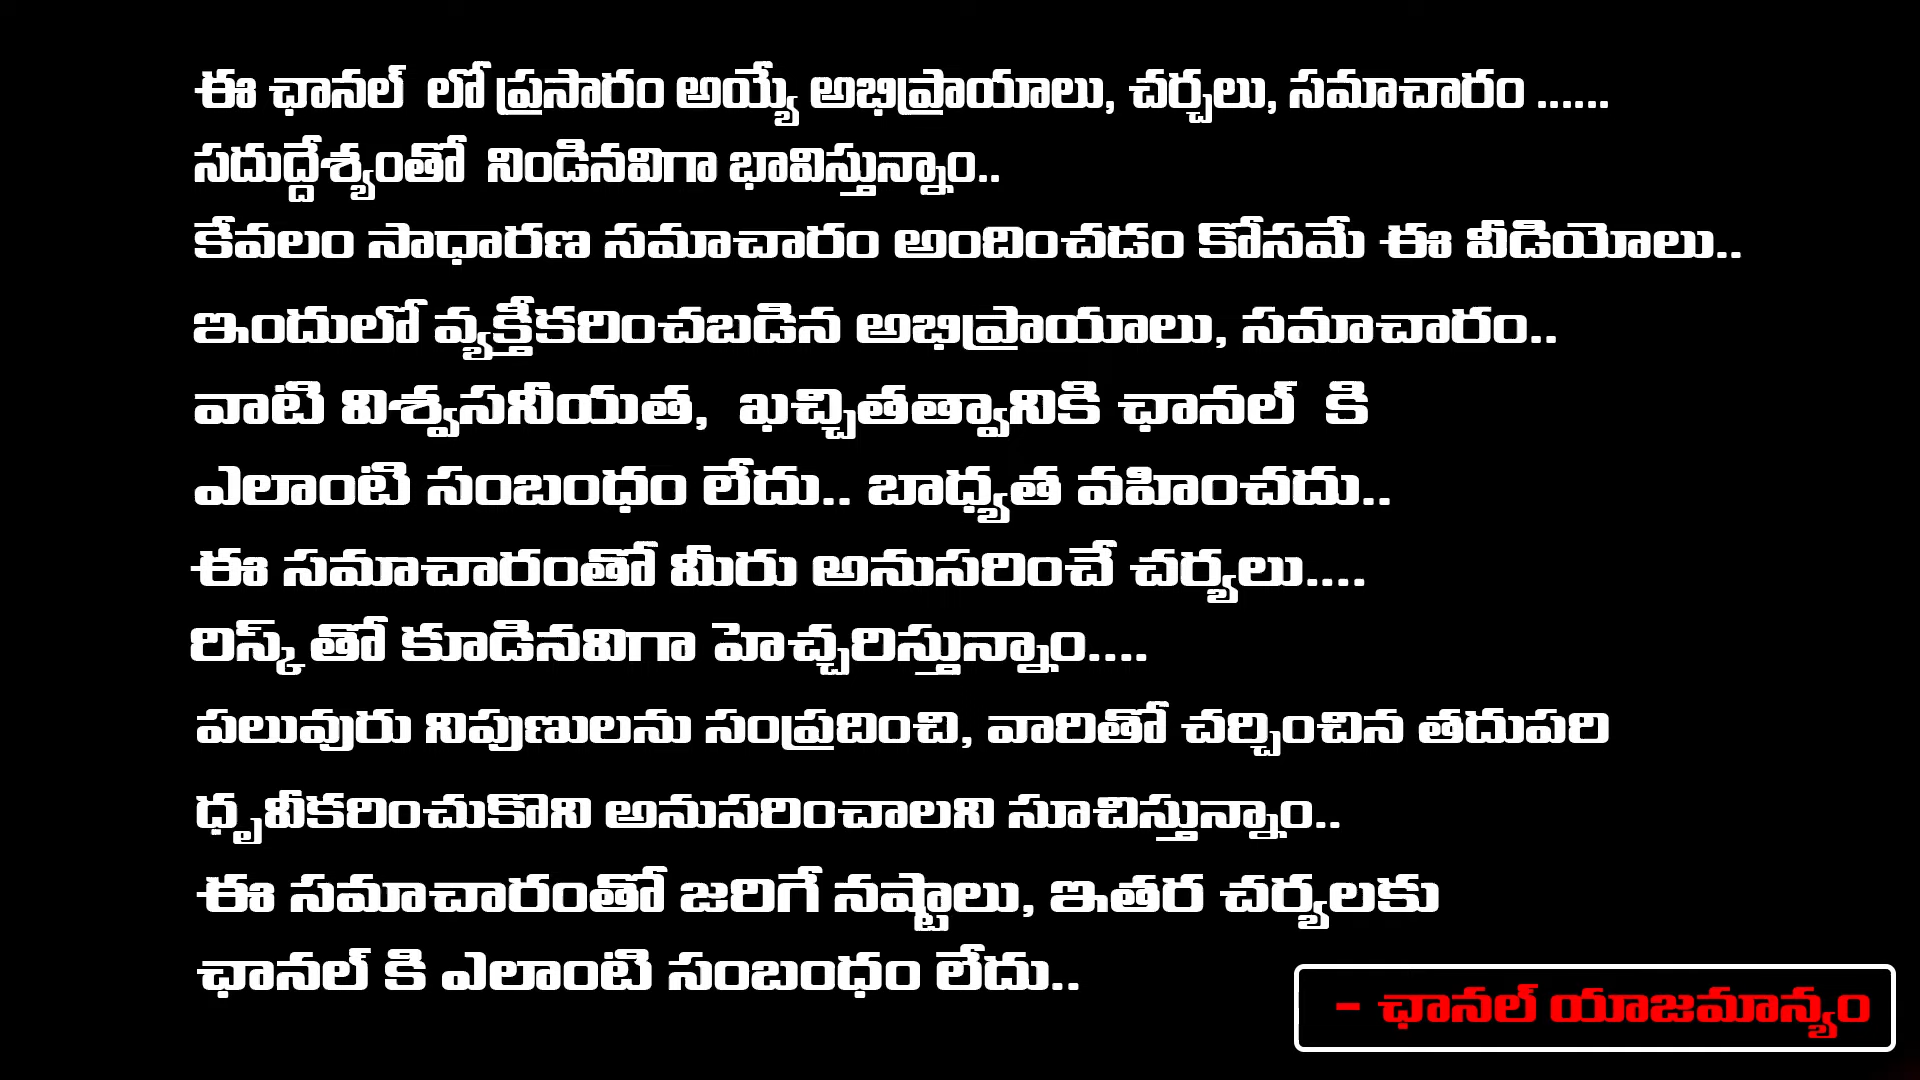 ఈ ఛానల్ లో ప్రసారం అయ్యే అభిప్రాయాలు, చర్చలు, సమాచారం ......
సదుద్దేశ్యంతో నిండినవిగా భావిస్తున్నాం..
కేవలం సాధారణ సమాచారం అందించడం కోసమే ఈ వీడియోలు..
ఇందులో వ్యక్తీకరించబడిన అభిప్రాయాలు, సమాచారం..
వాటి విశ్వసనీయత, ఖచ్చితత్వానికి ఛానల్ కి
ఎలాంటి సంబంధం లేదు.. బాధ్యత వహించదు..
ఈ సమాచారంతో మీరు అనుసరించే చర్యలు....
రిస్క్ తో కూడినవిగా హెచ్చరిస్తున్నాం....
పలువురు నిపుణులను సంప్రదించి, వారితో చర్చించిన తదుపరి
ధృవీకరించుకొని అనుసరించాలని సూచిస్తున్నాం..
ఈ సమాచారంతో జరిగే నష్టాలు, ఇతర చర్యలకు
ఛానల్ కి ఎలాంటి సంబంధం లేదు..
- ఛానల్ యాజమాన్యం